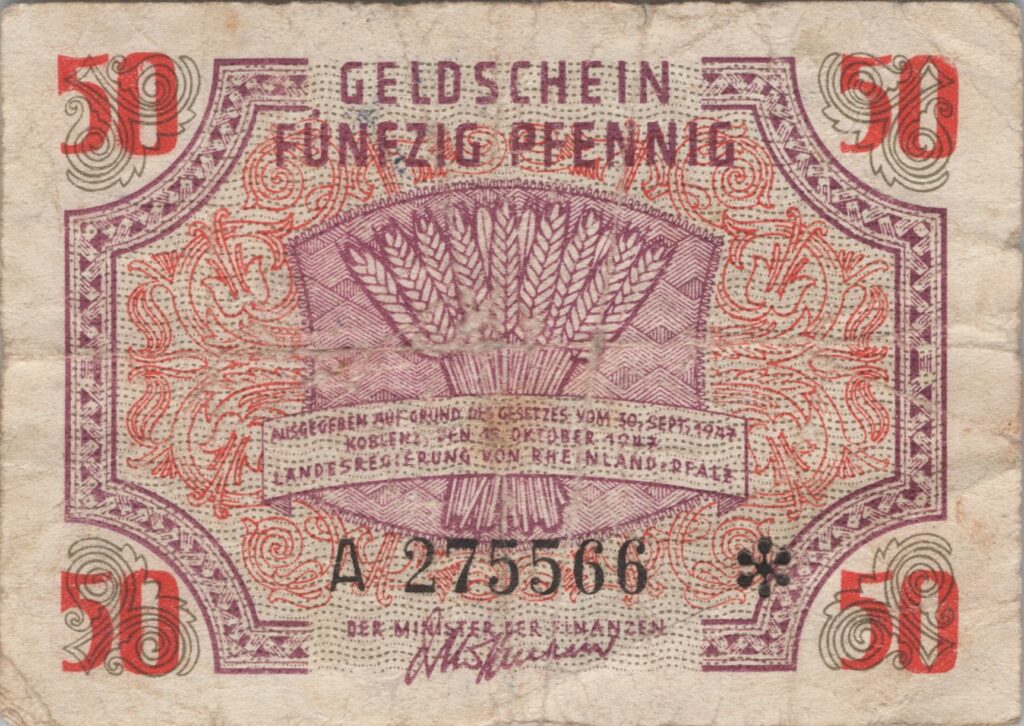 50 50
GELDSCHEIN
FÜNFZIG PFENNIG
AUSGEGEBEN AUF GRUND DES GESETZES VOM 30. SEPT. 1947
KOBLENZ, DEN 15. OKTOBER 1947
LANDESREGIERUNG VON RHEINLAND-PFALZ
A 275566 *
50 50
DER MINISTER DER FINANZEN